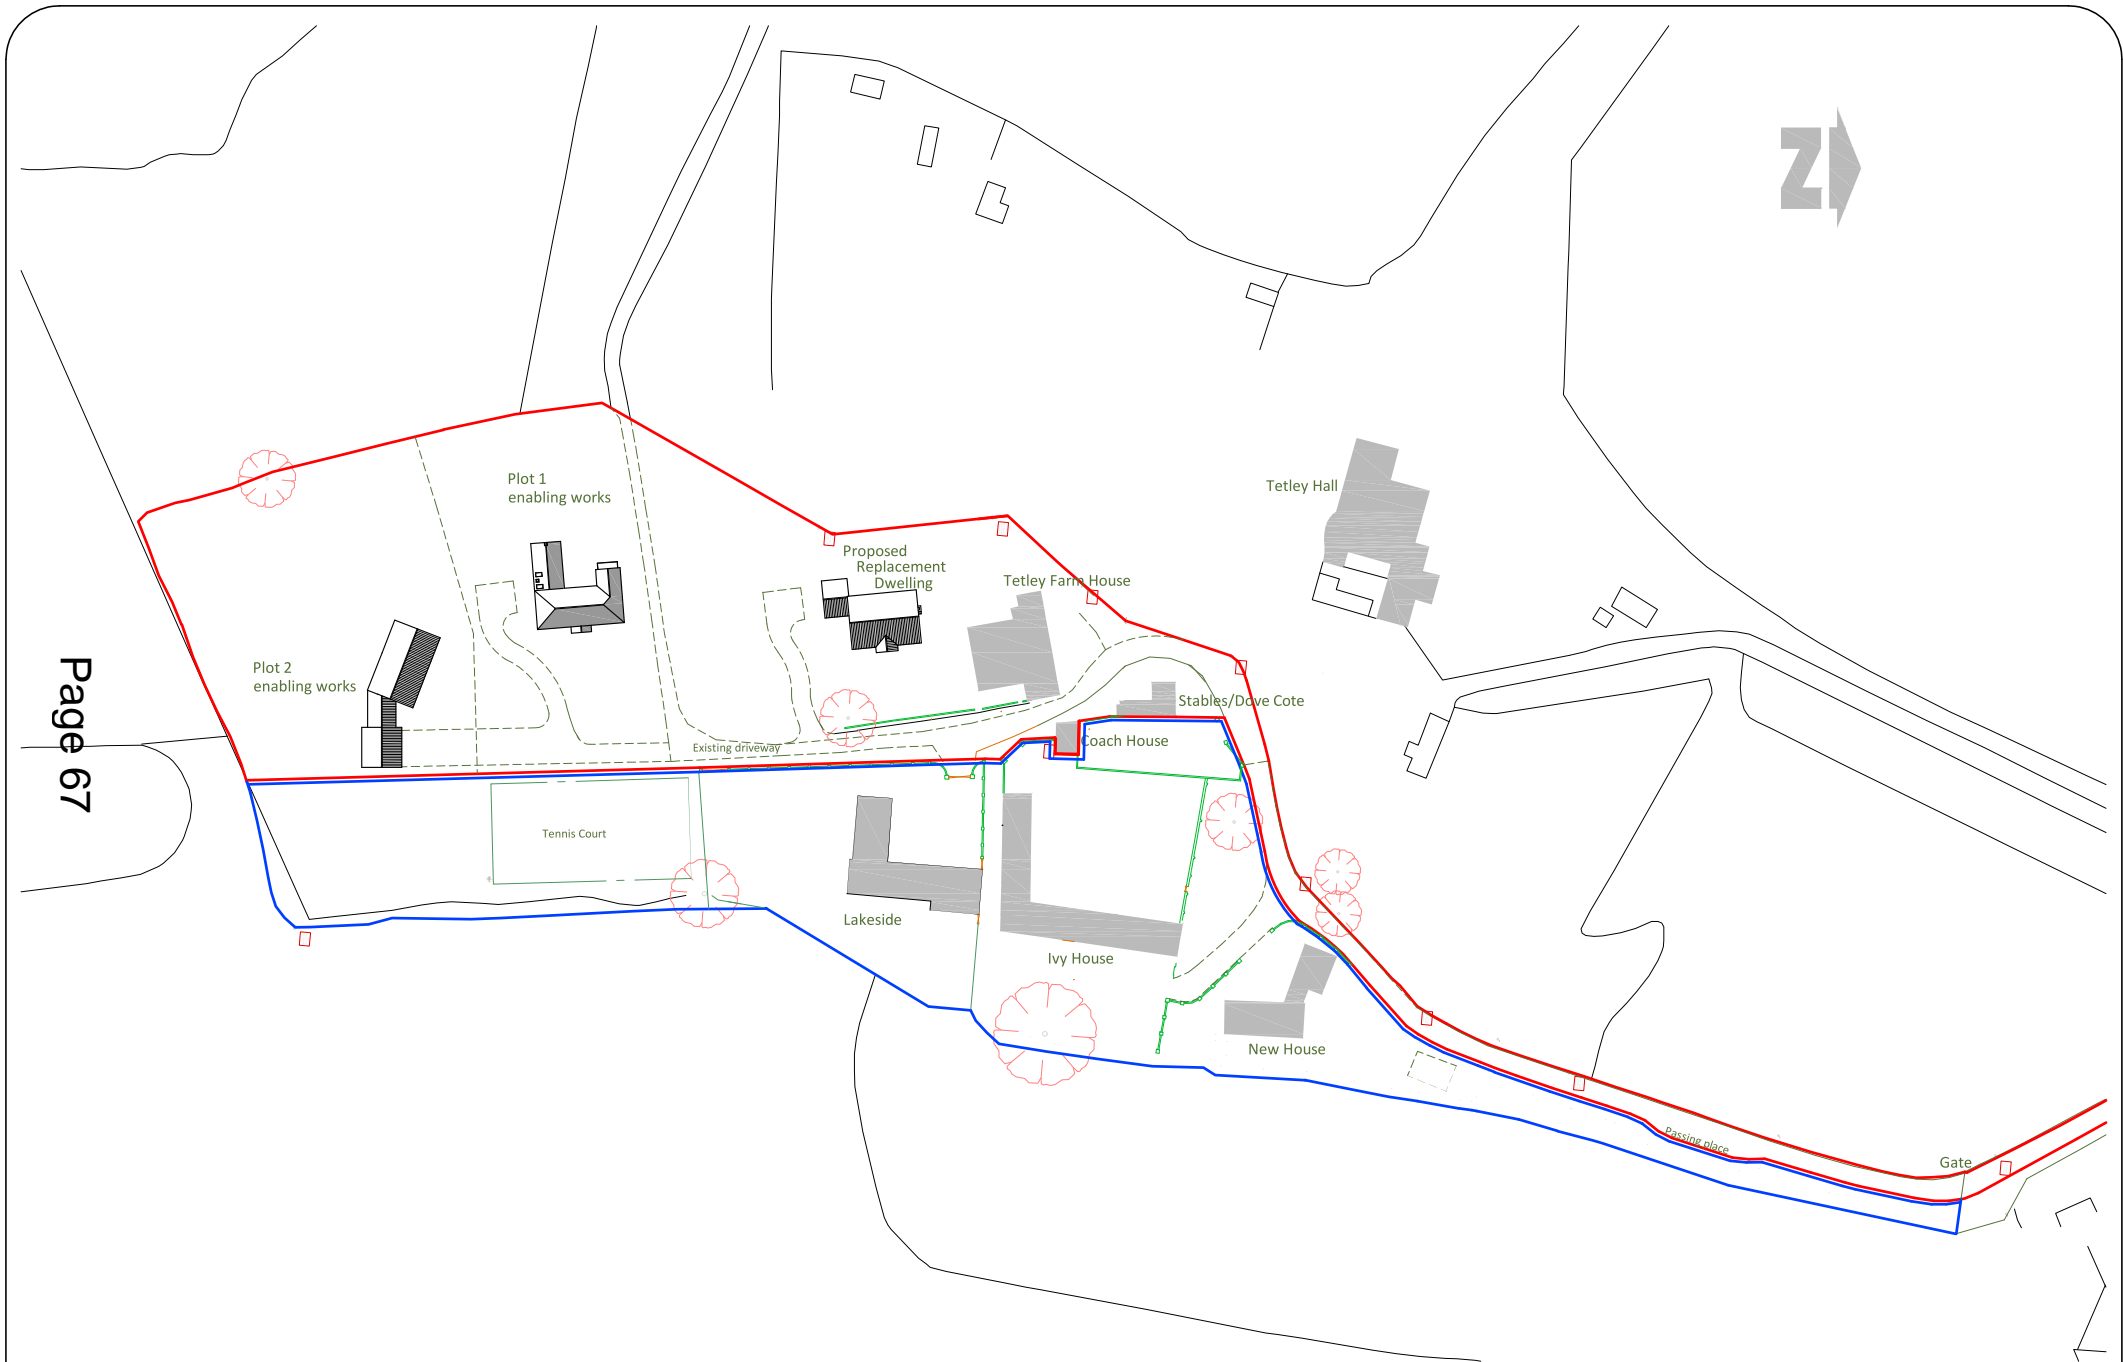 Plot 1
enabling works
Tetley Hall
Proposed
Replacement
Dwelling
Tetley Farm House
Plot 2
enabling works
Stables/Dove Cote
Existing driveway
Coach House
Tennis Court
Lakeside
Ivy House
New House
Passing place
Gate
Page 67
N